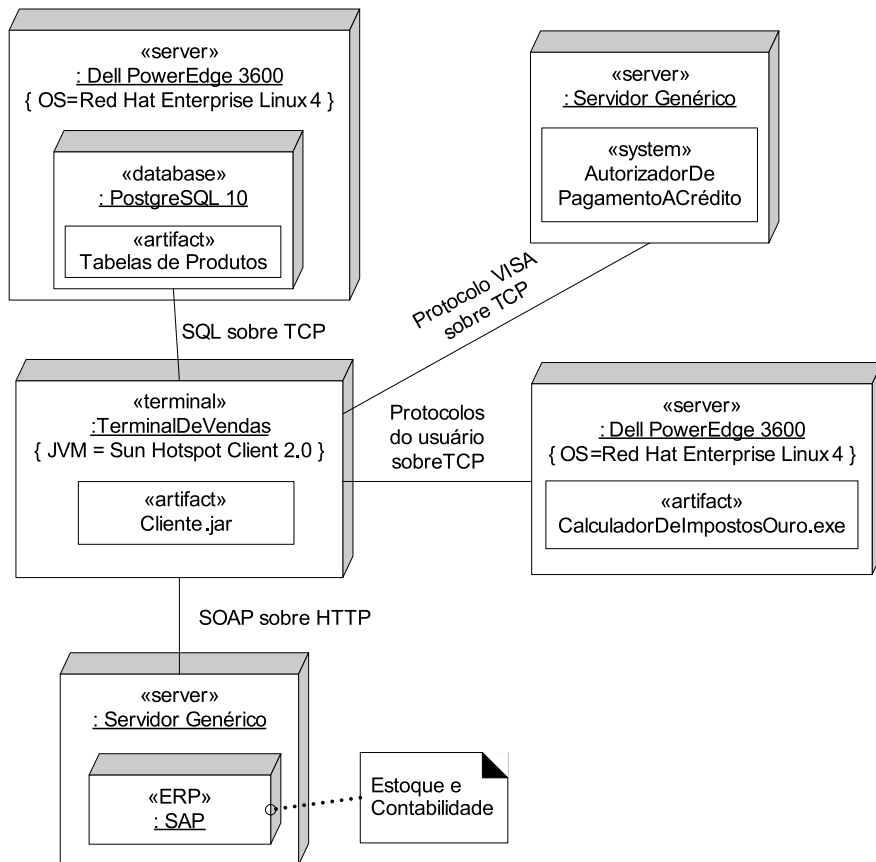 «server»
: Dell PowerEdge 3600
{ OS=Red Hat Enterprise Linux 4 }
«database»
: PostgreSQL 10
«artifact»
Tabelas de Produtos
«server»
: Servidor Genérico
«system»
AutorizadorDe
PagamentoACrédito
SQL sobre TCP
Protocolo VISA
sobre TCP
«terminal»
:TerminalDeVendas
{ JVM = Sun Hotspot Client 2.0 }
«artifact»
Cliente.jar
Protocolos
do usuário
sobreTCP
«server»
: Dell PowerEdge 3600
{ OS=Red Hat Enterprise Linux 4 }
«artifact»
CalculadorDeImpostosOuro.exe
SOAP sobre HTTP
«server»
: Servidor Genérico
«ERP»
: SAP
Estoque e
Contabilidade